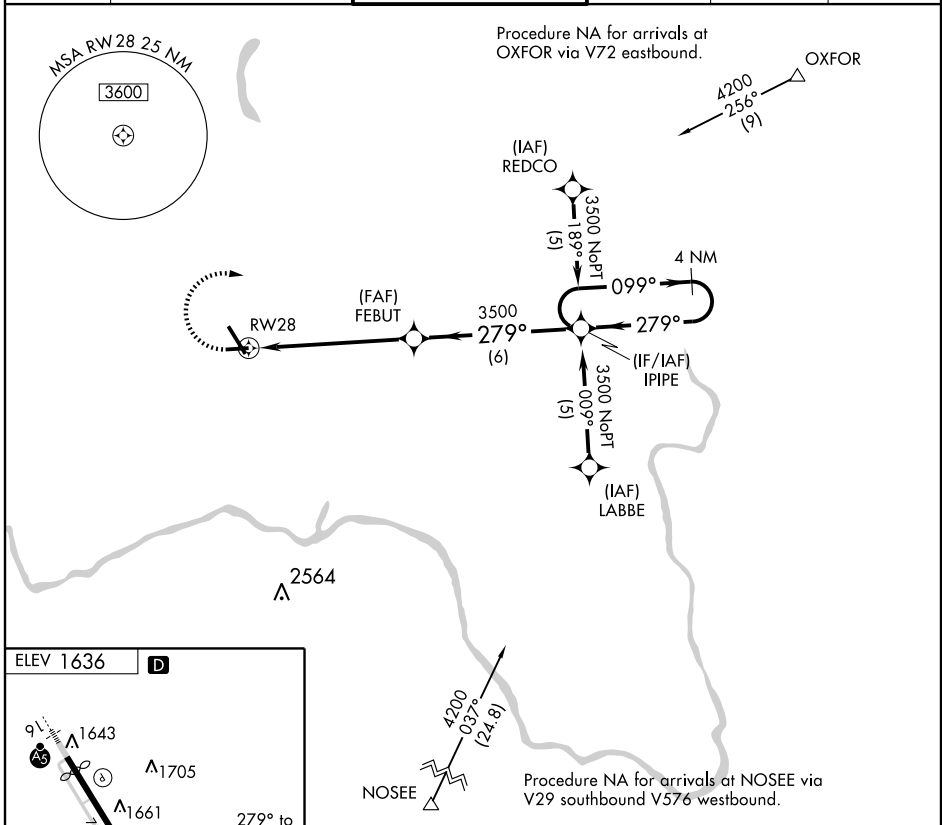 MSA RW28 25 NM
3600
Procedure NA for arrivals at
OXFOR via V72 eastbound.
OXFOR
4200
256°
(9)
(IAF)
REDCO
3500 NoPT
189°
(5)
4 NM
099°
279°
(FAF)
FEBUT
3500
279°
(6)
RW28
(IF/IAF)
IPIPE
3500 NoPT
009°
(5)
(IAF)
LABBE
2564
ELEV 1636
D
16
A5
1643
1705
1661
279° to
4200
037°
(24.8)
NOSEE
Procedure NA for arrivals at NOSEE via
V29 southbound V576 westbound.